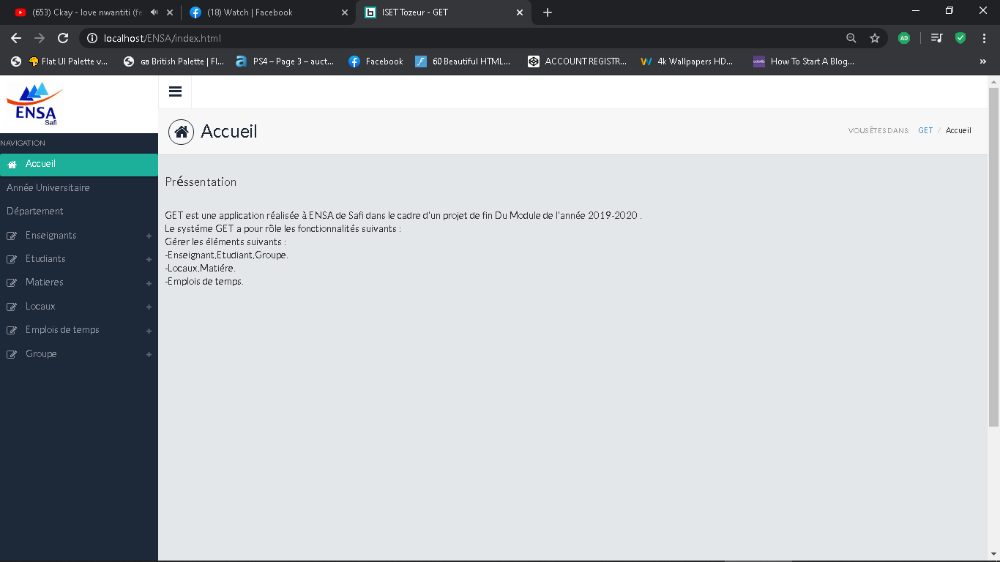 (653) Ckay - love nwantiti (fe
(18) Watch | Facebook
ISET Tozeur - GET
localhost/ENSA/index.html
AD
Flat UI Palette v...
GB British Palette | Fl...
PS4 – Page 3 – auct...
Facebook
60 Beautiful HTML...
ACCOUNT REGISTR...
4k Wallpapers HD...
How To Start A Blog...
»
ENSA
Safi
NAVIGATION
Accueil
Année Universitaire
Département
Enseignants +
Etudiants +
Matieres +
Locaux +
Emplois de temps +
Groupe +
Accueil
VOUS ÊTES DANS: GET / Accueil
Préssentation
GET est une application réalisée à ENSA de Safi dans le cadre d'un projet de fin Du Module de l'année 2019-2020 .
Le systéme GET a pour rôle les fonctionnalités suivants :
Gérer les éléments suivants :
-Enseignant,Etudiant,Groupe.
-Locaux,Matiére.
-Emplois de temps.